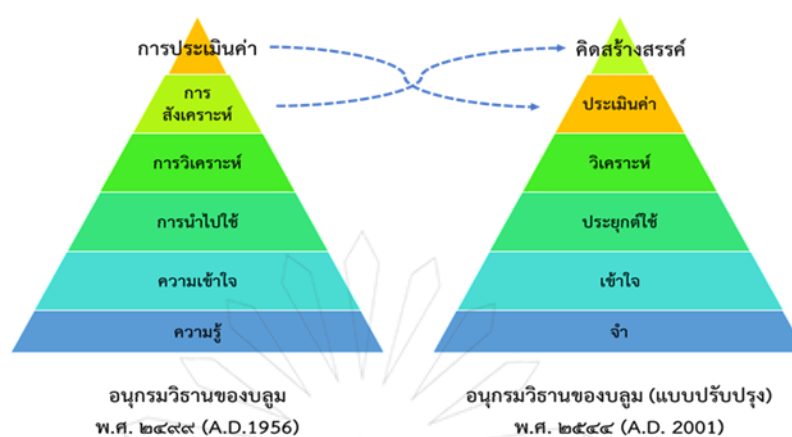 การประเมินค่า
การ
สังเคราะห์
การวิเคราะห์
การนำไปใช้
ความเข้าใจ
ความรู้
อนุกรมวิธานของบลูม
พ.ศ. ๒๔๙๙ (A.D.1956)
คิดสร้างสรรค์
ประเมินค่า
วิเคราะห์
ประยุกต์ใช้
เข้าใจ
จำ
อนุกรมวิธานของบลูม (แบบปรับปรุง)
พ.ศ. ๒๕๔๔ (A.D. 2001)